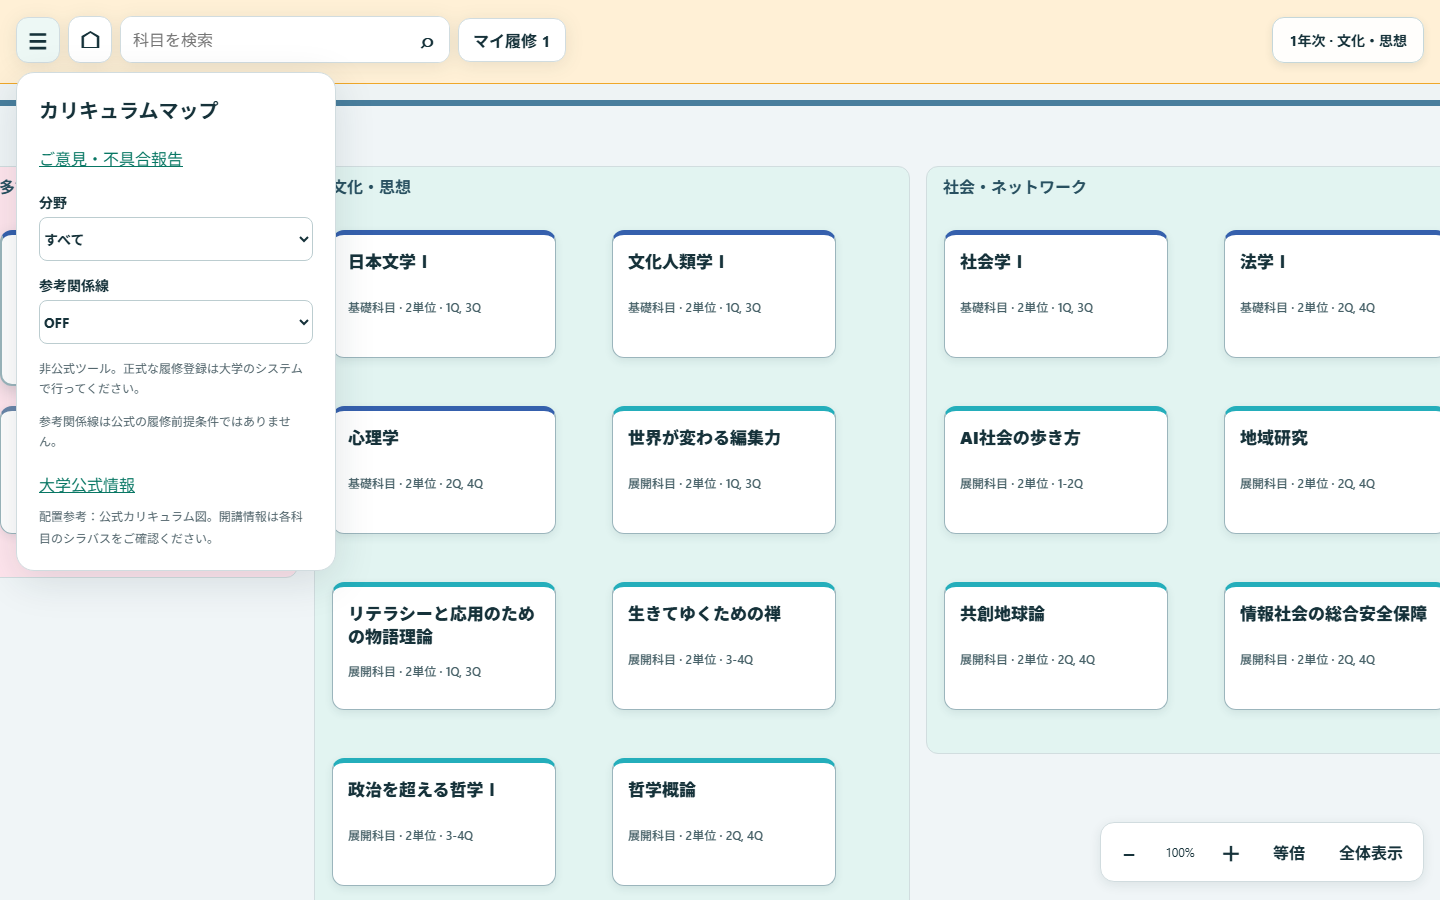 ☰
科目を検索
マイ履修 1
1年次 · 文化・思想
カリキュラムマップ
ご意見・不具合報告
分野
すべて
参考関係線
OFF
非公式ツール。正式な履修登録は大学のシステム
で行ってください。
参考関係線は公式の履修前提条件ではありませ
ん。
大学公式情報
配置参考：公式カリキュラム図。開講情報は各科
目のシラバスをご確認ください。
多
文化・思想
日本文学 I
基礎科目 · 2単位 · 1Q, 3Q
文化人類学 I
基礎科目 · 2単位 · 1Q, 3Q
心理学
基礎科目 · 2単位 · 2Q, 4Q
世界が変わる編集力
展開科目 · 2単位 · 1Q, 3Q
リテラシーと応用のため
の物語理論
展開科目 · 2単位 · 1Q, 3Q
生きてゆくための禅
展開科目 · 2単位 · 3-4Q
政治を超える哲学 I
展開科目 · 2単位 · 3-4Q
哲学概論
展開科目 · 2単位 · 2Q, 4Q
社会・ネットワーク
社会学 I
基礎科目 · 2単位 · 1Q, 3Q
法学 I
基礎科目 · 2単位 · 2Q, 4Q
AI社会の歩き方
展開科目 · 2単位 · 1-2Q
地域研究
展開科目 · 2単位 · 2Q, 4Q
共創地球論
展開科目 · 2単位 · 2Q, 4Q
情報社会の総合安全保障
展開科目 · 2単位 · 2Q, 4Q
− 100% + 等倍 全体表示